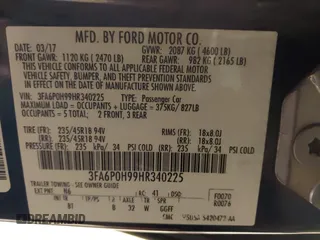 MFD. BY FORD MOTOR CO.
DATE: 03/17 GVWR: 2087 KG (4600 LB)
FRONT GAWR: 1120 KG (2470 LB) REAR GAWR: 982 KG (2165 LB)
THIS VEHICLE CONFORMS TO ALL APPLICABLE FEDERAL MOTOR
VEHICLE SAFETY, BUMPER, AND THEFT PREVENTION STANDARDS IN
EFFECT ON THE DATE OF MANUFACTURE SHOWN ABOVE.
VIN: 3FA6P0H99HR340225 TYPE: Passenger Car
MAXIMUM LOAD= OCCUPANTS + LUGGAGE = 375KG/ 827LB
OCCUPANTS = 5 TOTAL; 2 FRONT, 3 REAR
TIRE (FR): 235/45R18 94V RIMS (FR): 18x8.0J
TIRE (RR): 235/45R18 94V (RR): 18x8.0J
PRESSURE (FR): 235 kPa/ 34 PSI COLD (RR): 235 kPa/ 34 PSI COLD
3FA6P0H99HR340225
TRAILER TOWING - SEE OWNERS GUIDE
F0070
R0076